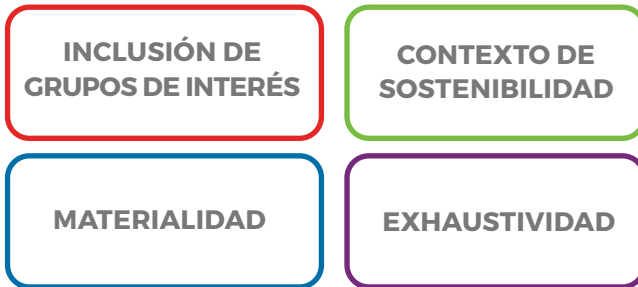 INCLUSIÓN DE
GRUPOS DE INTERÉS
CONTEXTO DE
SOSTENIBILIDAD
MATERIALIDAD
EXHAUSTIVIDAD